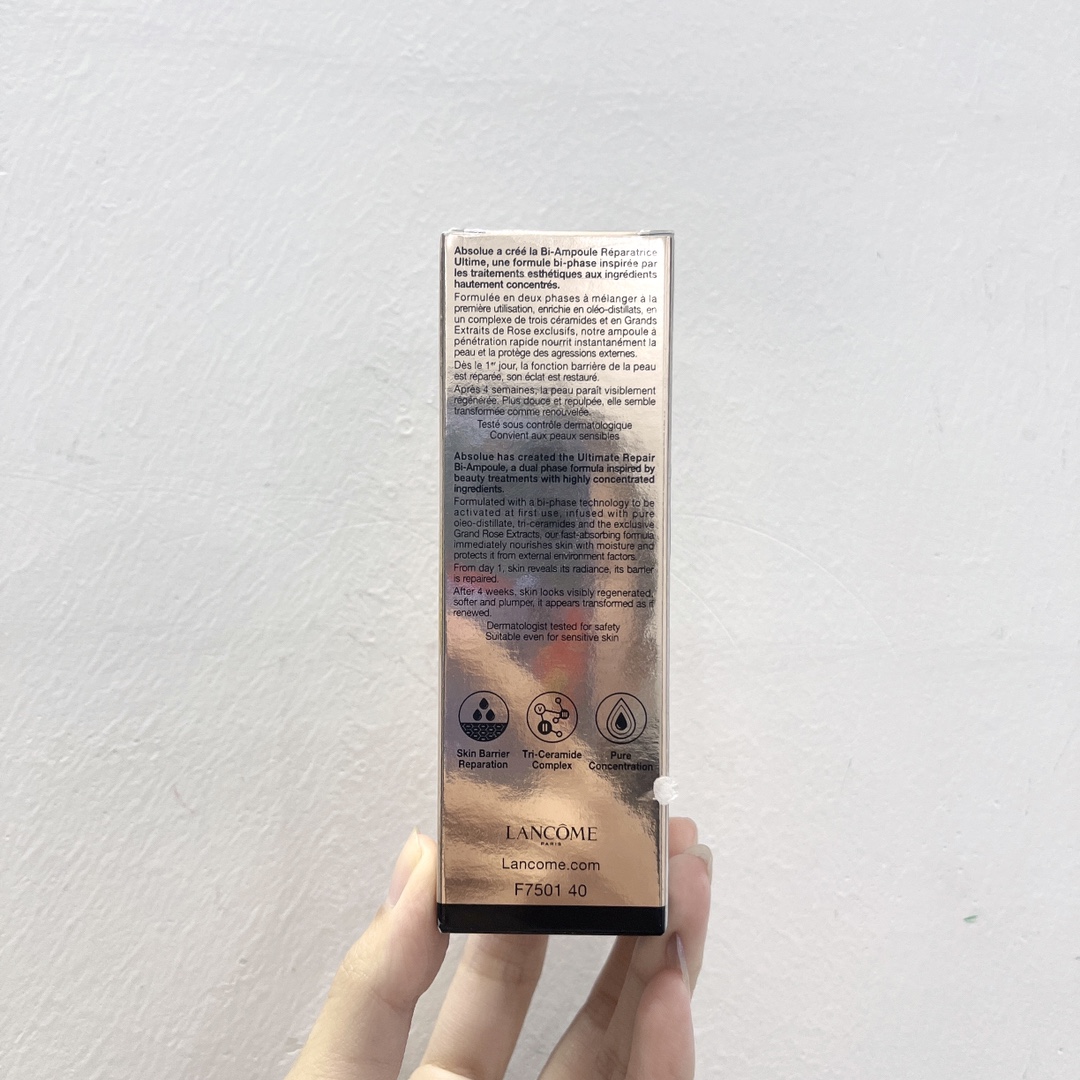 Absolue a créé la Bi-Ampoule Réparatrice
Ultime, une formule bi-phase inspirée par
les traitements esthétiques aux ingrédients
hautement concentrés.
Formulée en deux phases à mélanger à la
première utilisation, enrichie en oléo-distillats, en
un complexe de trois céramides et en Grands
Extraits de Rose exclusifs, notre ampoule à
pénétration rapide nourrit instantanément la
peau et la protège des agressions externes.
Dès le 1er jour, la fonction barrière de la peau
est réparée, son éclat est restauré.
Après 4 semaines, la peau paraît visiblement
régénérée. Plus douce et repulpée, elle semble
transformée comme renouvelée.
Testé sous contrôle dermatologique
Convient aux peaux sensibles
Absolue has created the Ultimate Repair
Bi-Ampoule, a dual phase formula inspired by
beauty treatments with highly concentrated
ingredients.
Formulated with a bi-phase technology to be
activated at first use, infused with pure
oleo-distillate, tri-ceramides and the exclusive
Grand Rose Extracts, our fast-absorbing formula
immediately nourishes skin with moisture and
protects it from external environment factors.
From day 1, skin reveals its radiance, its barrier
is repaired.
After 4 weeks, skin looks visibly regenerated,
softer and plumper, it appears transformed as if
renewed.
Dermatologist tested for safety
Suitable even for sensitive skin
V III
II
Skin Barrier Tri-Ceramide Pure
Reparation Complex Concentration
LANCÔME
PARIS
Lancome.com
F7501 40